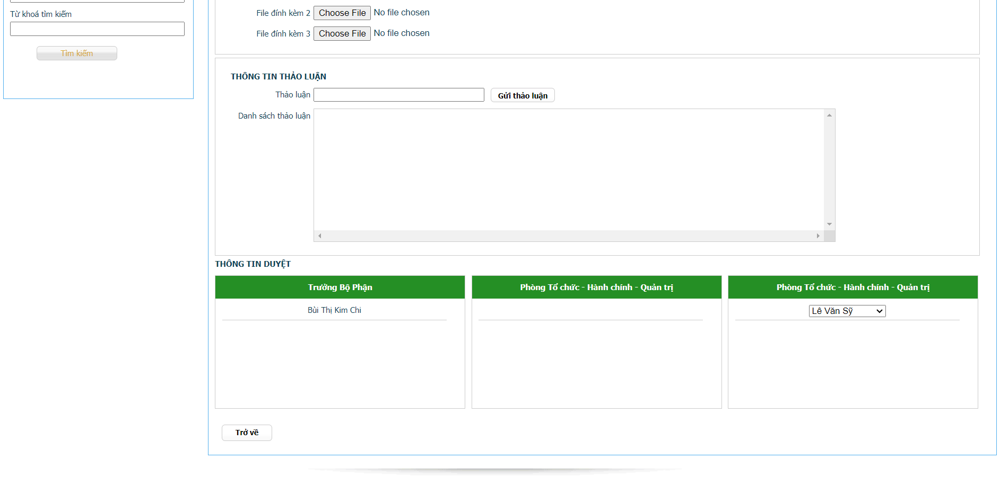 Từ khoá tìm kiếm
Tìm kiếm
File đính kèm 2 Choose File No file chosen
File đính kèm 3 Choose File No file chosen
THÔNG TIN THẢO LUẬN
Thảo luận Gửi thảo luận
Danh sách thảo luận
THÔNG TIN DUYỆT
Trưởng Bộ Phận
Bùi Thị Kim Chi
Phòng Tổ chức - Hành chính - Quản trị
Phòng Tổ chức - Hành chính - Quản trị
Lê Văn Sỹ
Trở về